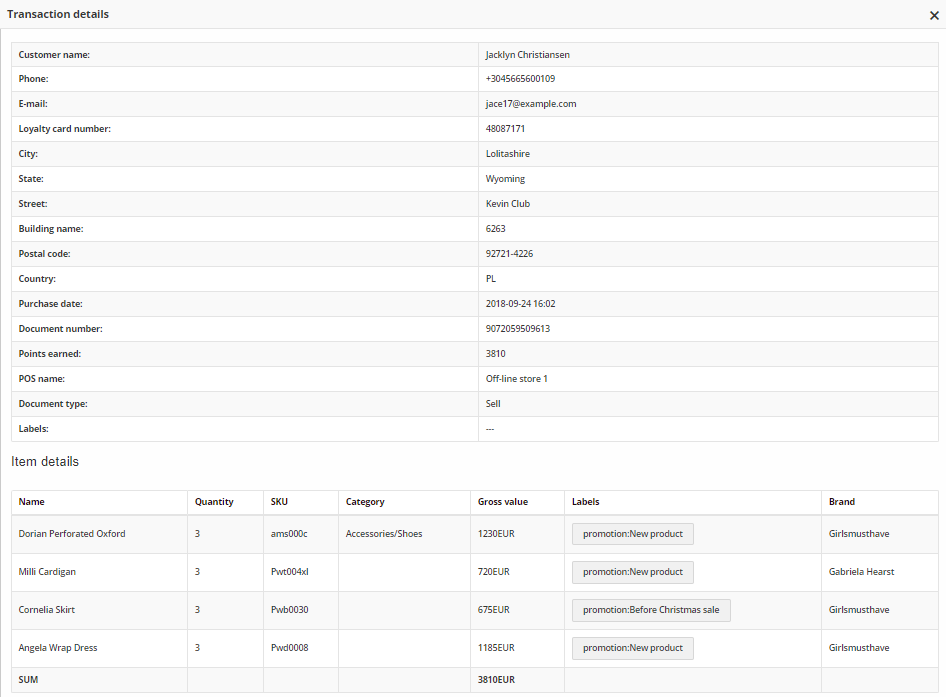 Transaction details
Customer name: Jacklyn Christiansen
Phone: +3045665600109
E-mail: jace17@example.com
Loyalty card number: 48087171
City: Lolitashire
State: Wyoming
Street: Kevin Club
Building name: 6263
Postal code: 92721-4226
Country: PL
Purchase date: 2018-09-24 16:02
Document number: 9072059509613
Points earned: 3810
POS name: Off-line store 1
Document type: Sell
Labels: ---
Item details
Name Quantity SKU Category Gross value Labels Brand
Dorian Perforated Oxford 3 ams000c Accessories/Shoes 1230EUR promotion:New product Girlsmusthave
Milli Cardigan 3 Pwt004xl 720EUR promotion:New product Gabriela Hearst
Cornelia Skirt 3 Pwb0030 675EUR promotion:Before Christmas sale Girlsmusthave
Angela Wrap Dress 3 Pwd0008 1185EUR promotion:New product Girlsmusthave
SUM 3810EUR